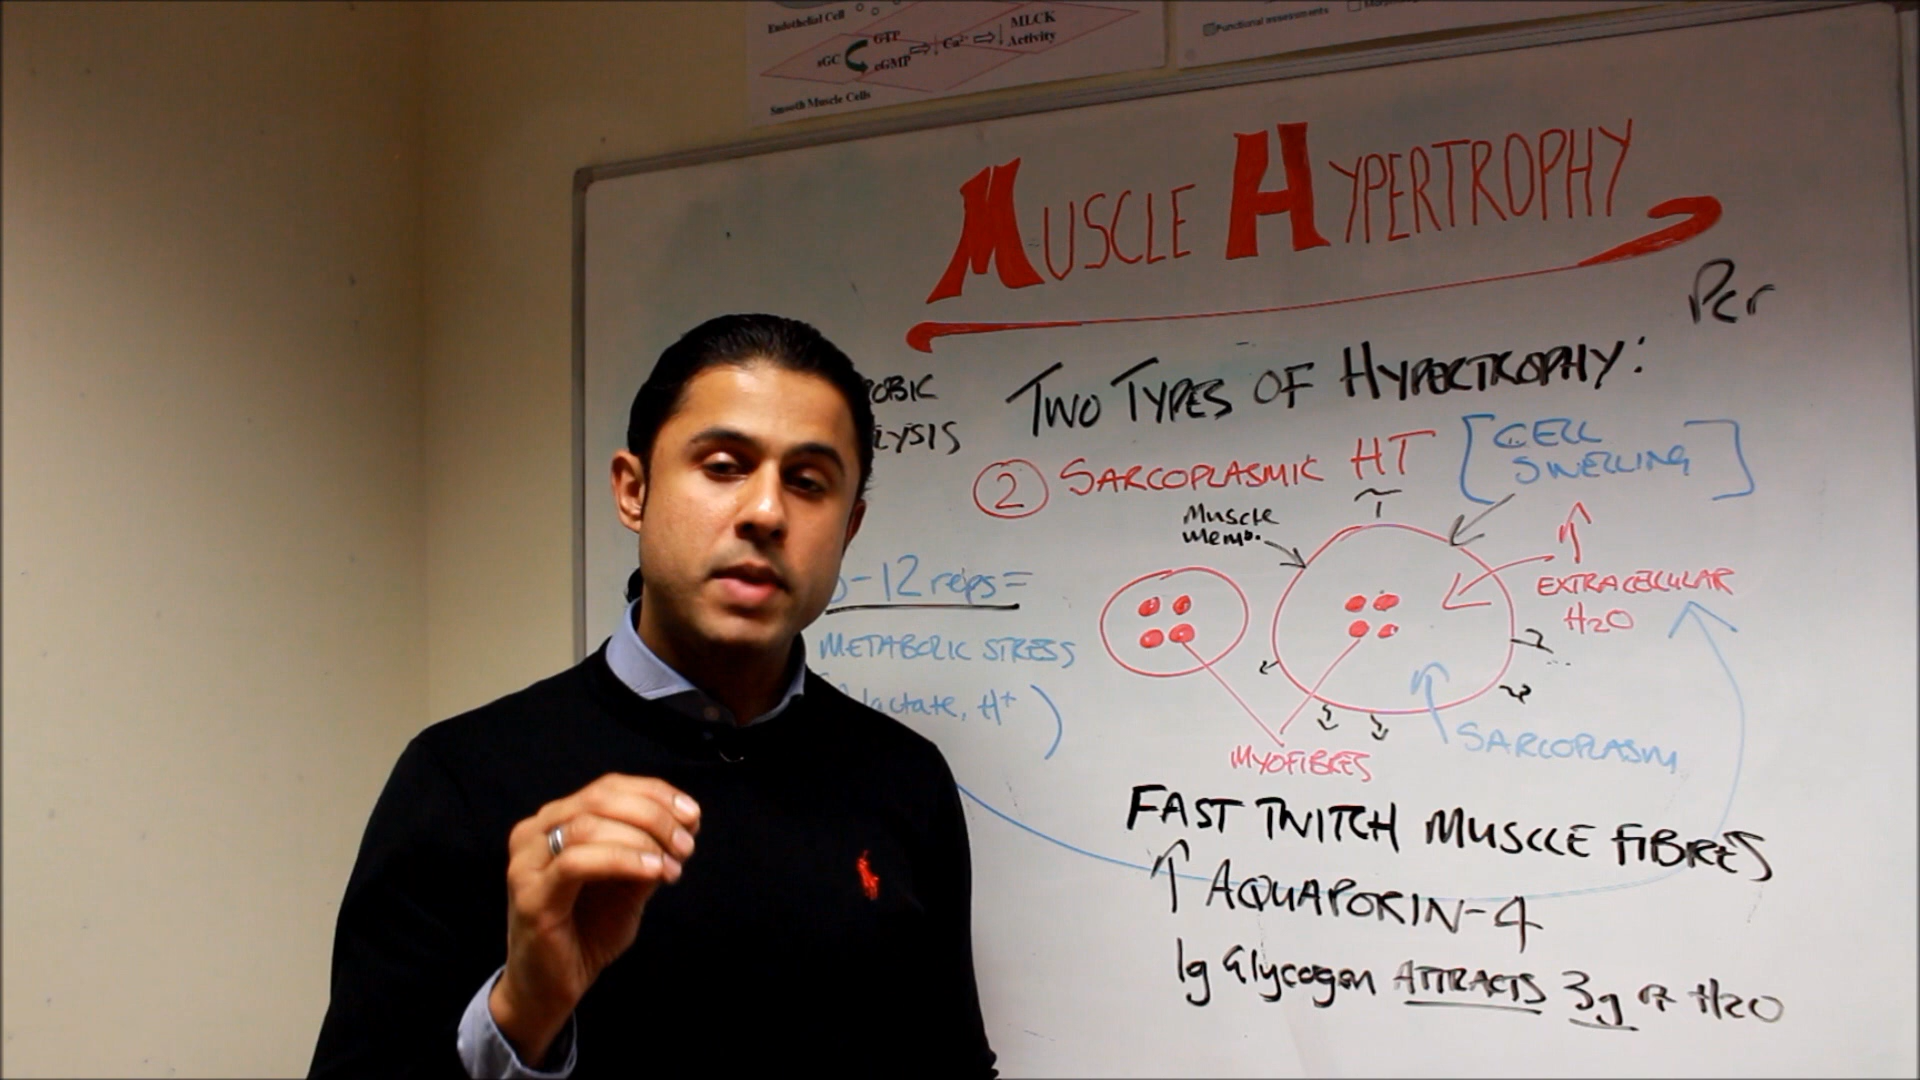 Endothelial Cell
GTP
sGC
cGMP
Ca²⁺
MLCK
Activity
Smooth Muscle Cells
Functional assessments
MUSCLE HYPERTROPHY
Pcr
OBIC
LYSIS
TWO TYPES OF HYPERTROPHY:
② SARCOPLASMIC HT [CELL
SWELLING]
Muscle
Memb.
↑
EXTRACELLULAR
H2O
-12 reps=
METABOLIC STRESS
lactate, H+)
MYOFIBRES
↑ SARCOPLASM
FAST TWITCH MUSCLE FIBRES
↑ AQUAPORIN-4
1g Glycogen ATTRACTS 3g of H2O